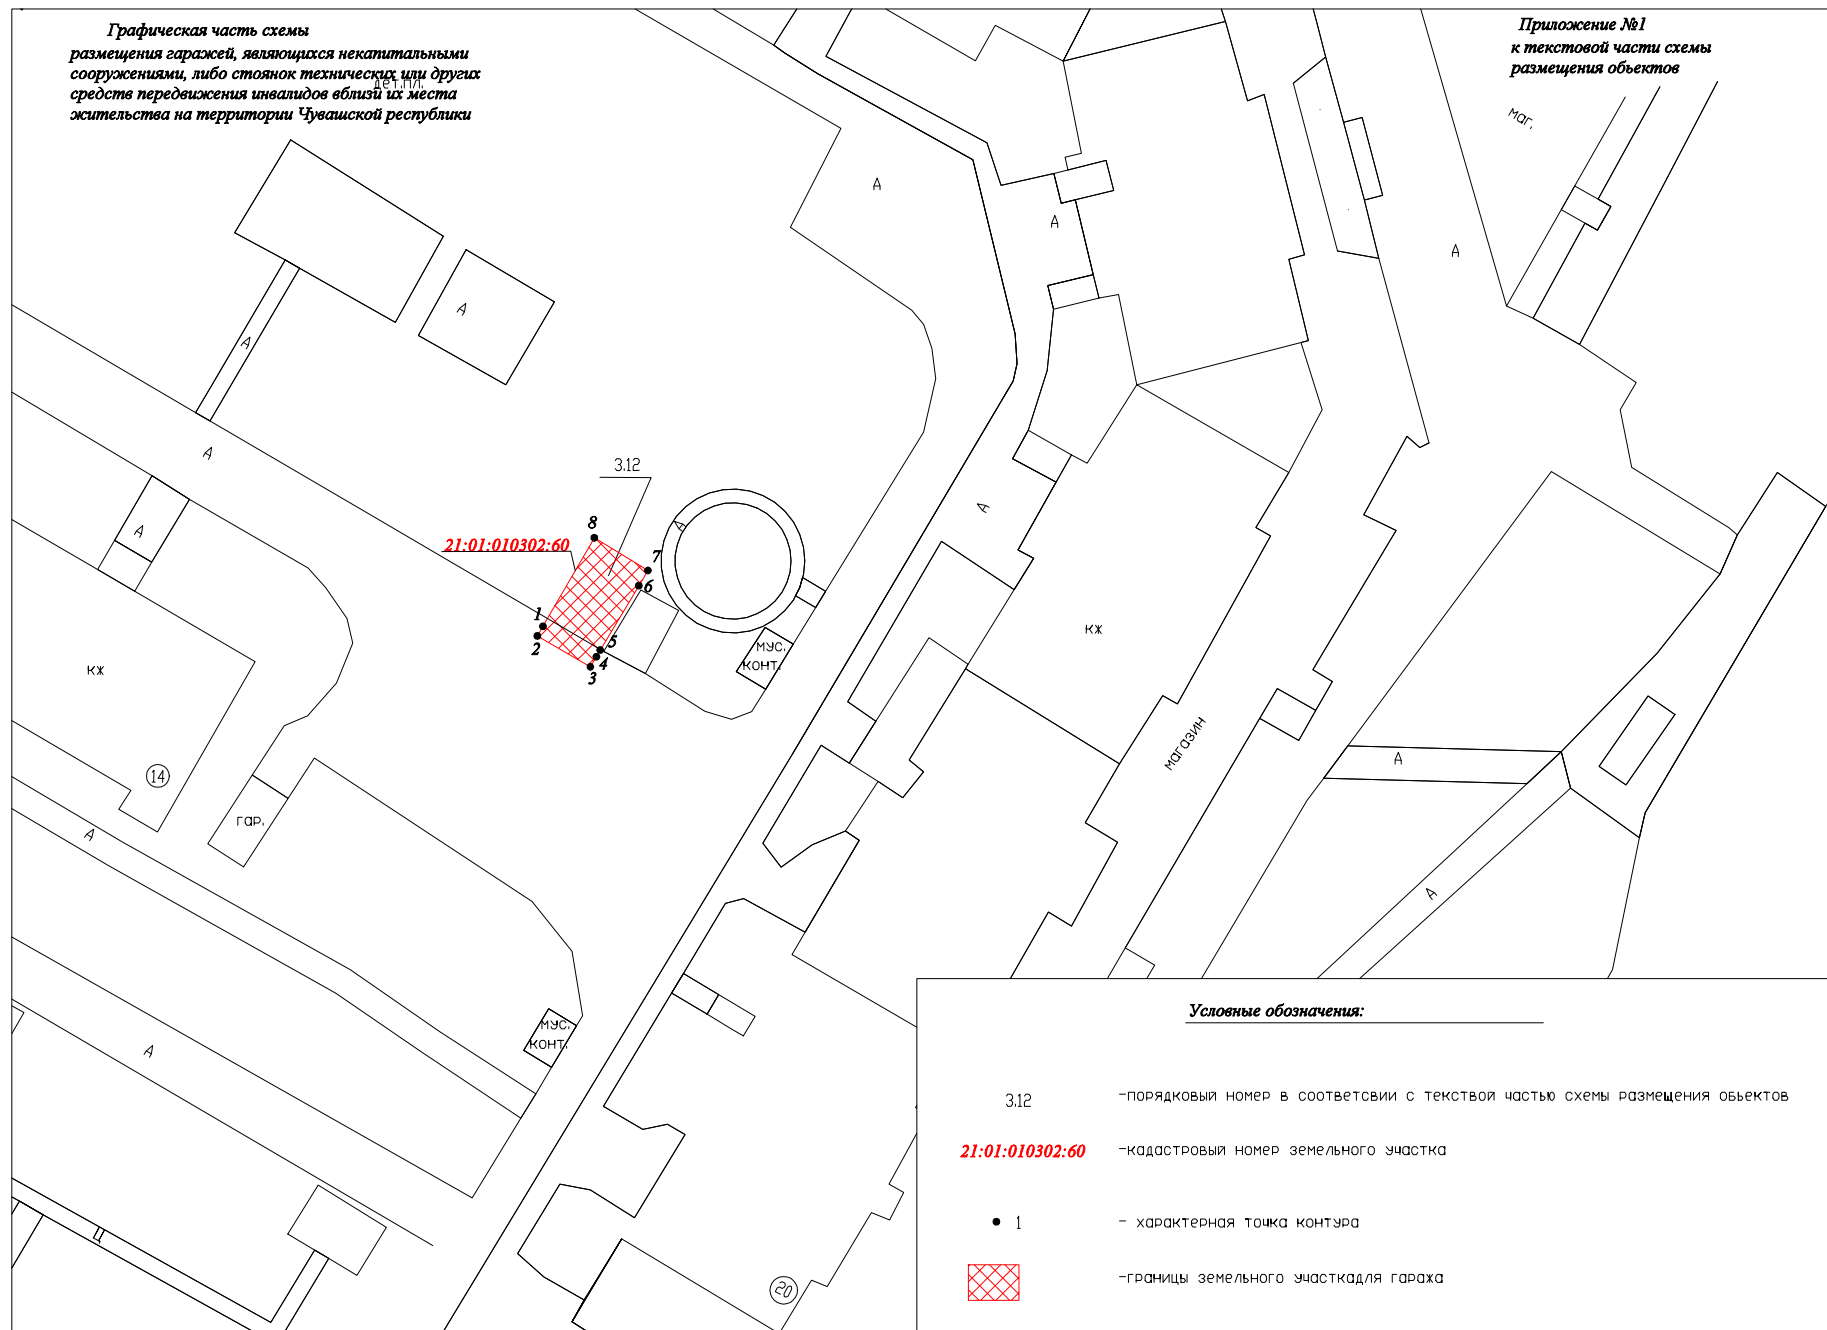 Графическая часть схемы
размещения гаражей, являющихся некапитальными
сооружениями, либо стоянок технических или других
дет.пл.
средств передвижения инвалидов вблизи их места
жительства на территории Чувашской республики
Приложение №1
к текстовой части схемы
размещения объектов
маг.
А
А
А
А
А
А
3.12
А
А
А
8
21:01:010302:60
7
6
1
2
5
4
3
мус.
конт.
кж
кж
магазин
14
гар.
А
А
А
А
мус.
конт.
Ц
20
Условные обозначения:
3.12
-порядковый номер в соответсвии с текствой частью схемы размещения обьектов
21:01:010302:60
-кадастровый номер земельного участка
1
- характерная точка контура
-границы земельного участкадля гаража